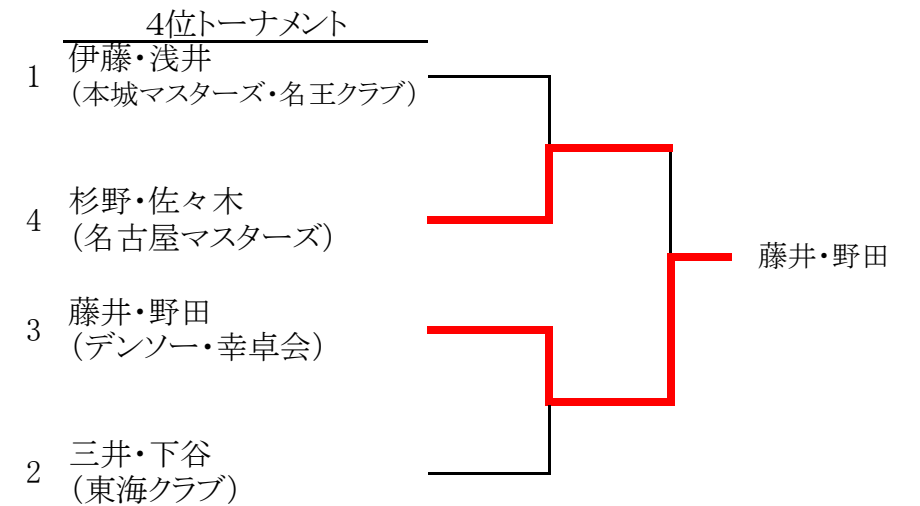 4位トーナメント
1
伊藤・浅井
（本城マスターズ・名王クラブ）
4
杉野・佐々木
（名古屋マスターズ）
藤井・野田
3
藤井・野田
（デンソー・幸卓会）
2
三井・下谷
（東海クラブ）